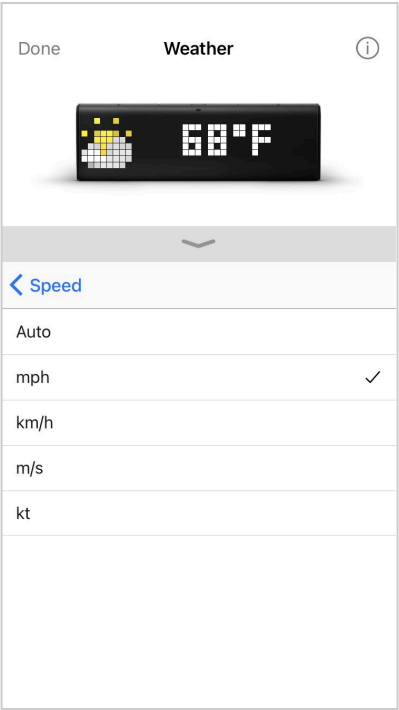 Done Weather i
68°F
Speed
Auto
mph
km/h
m/s
kt